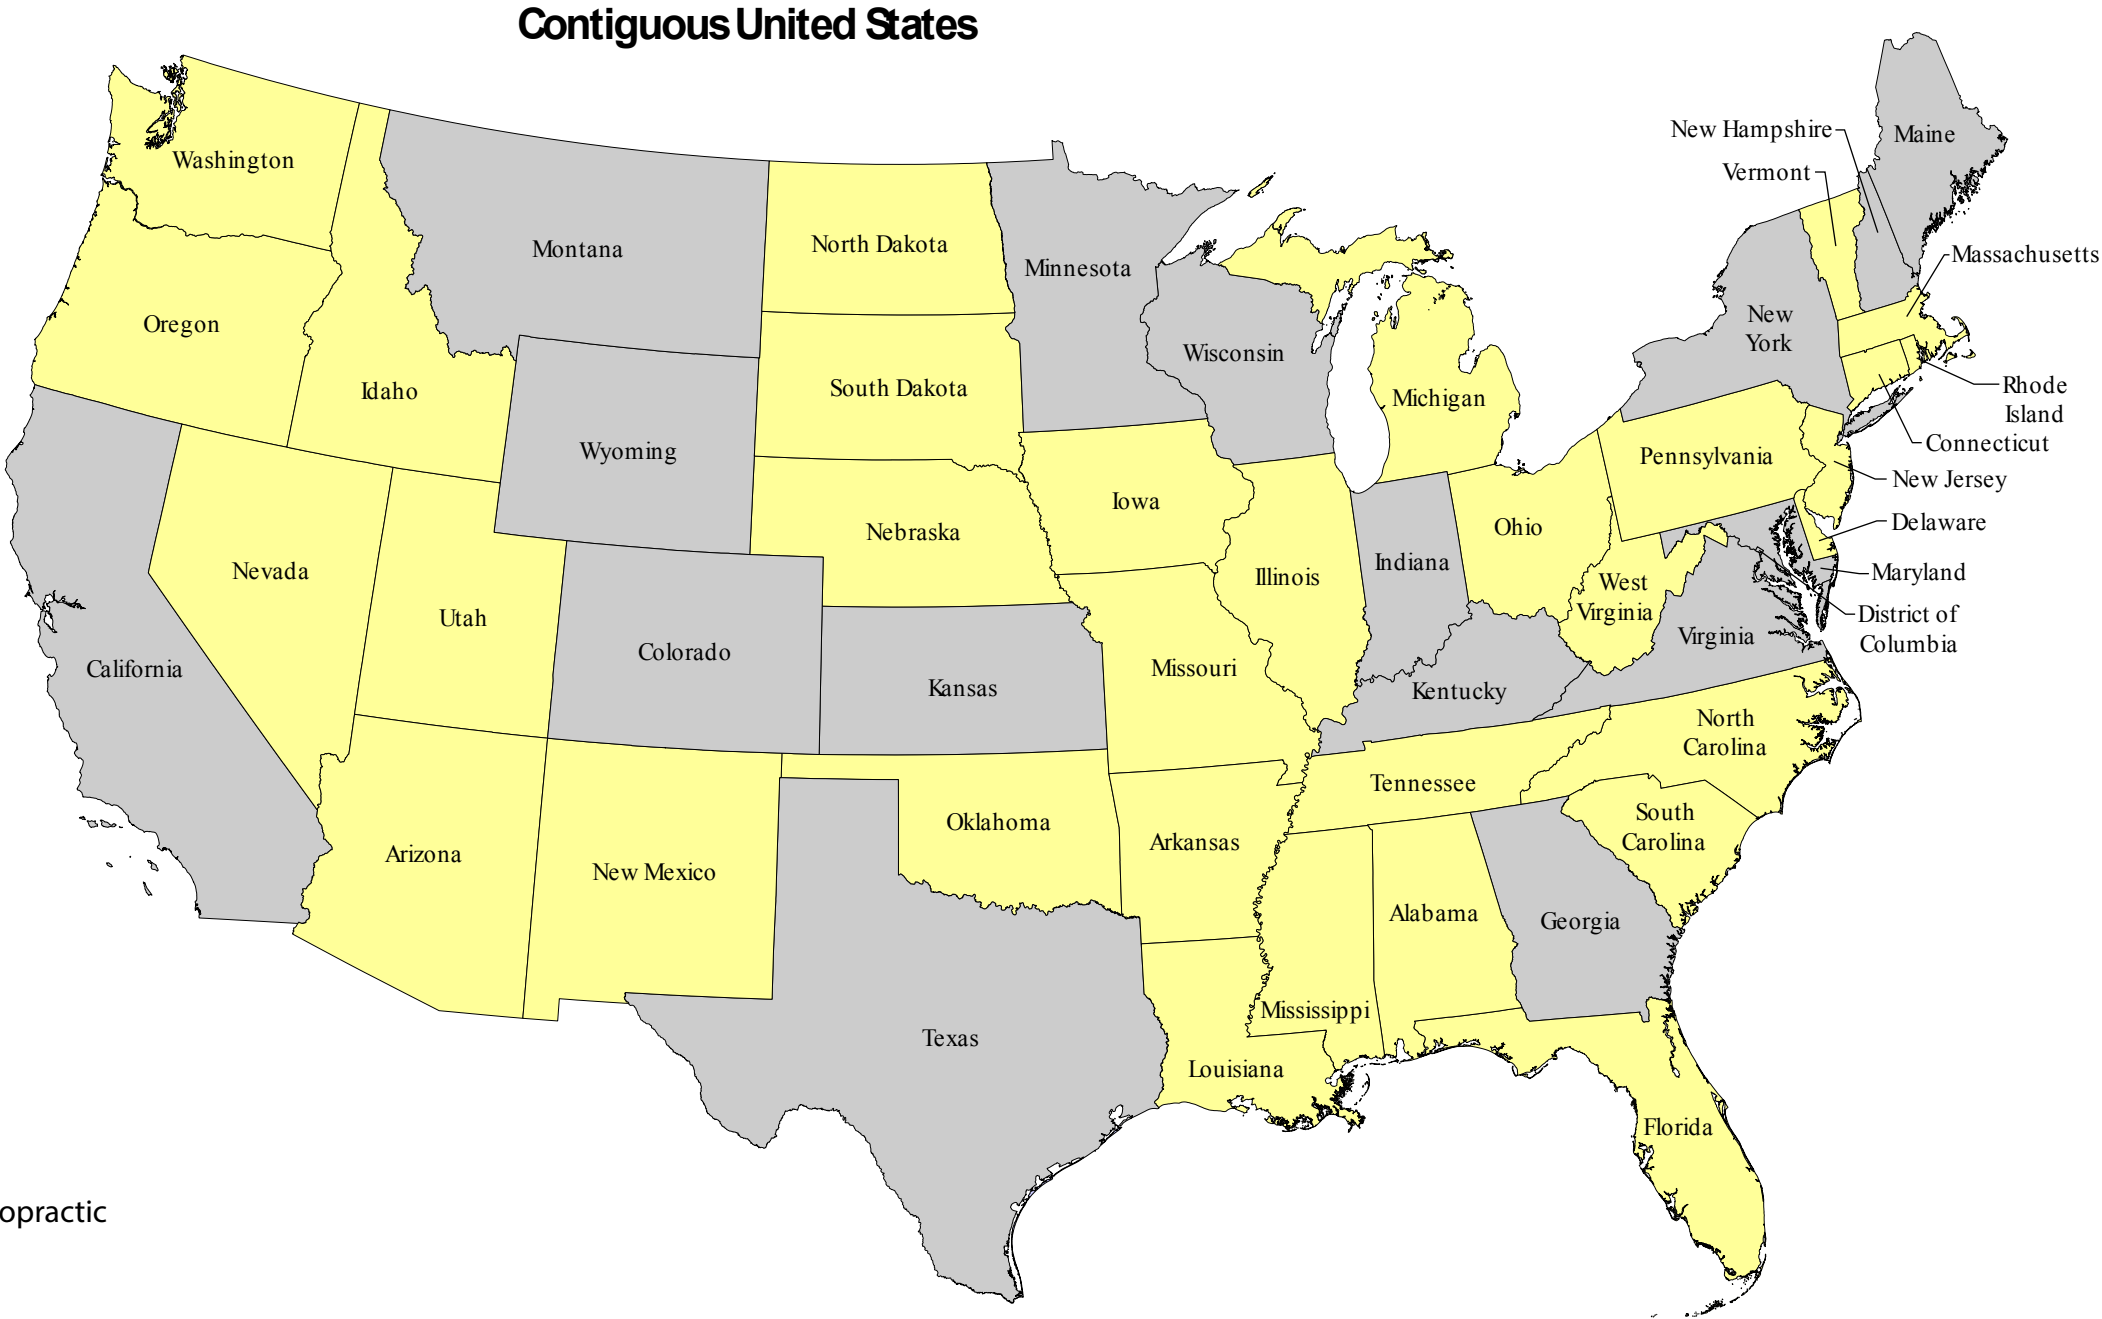 Contiguous United States
Maine
New Hampshire
Vermont
Washington
Montana
North Dakota
Minnesota
Massachusetts
Oregon
New
York
Wisconsin
Idaho
South Dakota
Michigan
Rhode
Island
Connecticut
Wyoming
Pennsylvania
New Jersey
Iowa
Nebraska
Ohio
Delaware
Nevada
Illinois
Indiana
Maryland
West
Virginia
District of
Columbia
Utah
Virginia
Colorado
California
Missouri
Kansas
Kentucky
North
Carolina
Tennessee
Oklahoma
South
Carolina
Arkansas
Arizona
New Mexico
Alabama
Georgia
Mississippi
Texas
Louisiana
Florida
opractic